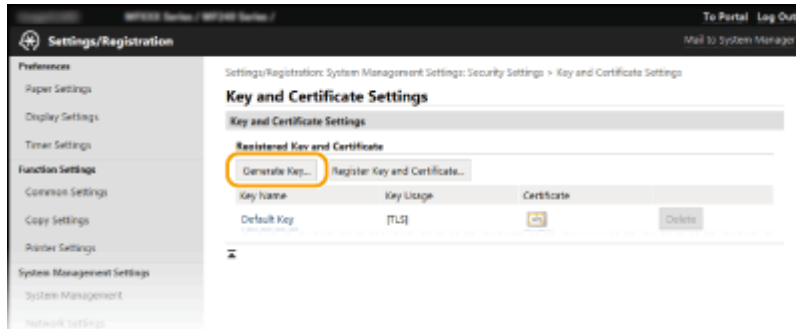 To Portal Log Out
Settings/Registration
Mail to System Manager
Preferences
Paper Settings
Display Settings
Timer Settings
Function Settings
Common Settings
Copy Settings
Printer Settings
System Management Settings
System Management
Network Settings
Settings/Registration: System Management Settings: Security Settings > Key and Certificate Settings
Key and Certificate Settings
Key and Certificate Settings
Registered Key and Certificate
Generate Key... Register Key and Certificate...
Key Name Key Usage Certificate
Default Key [TLS] Delete